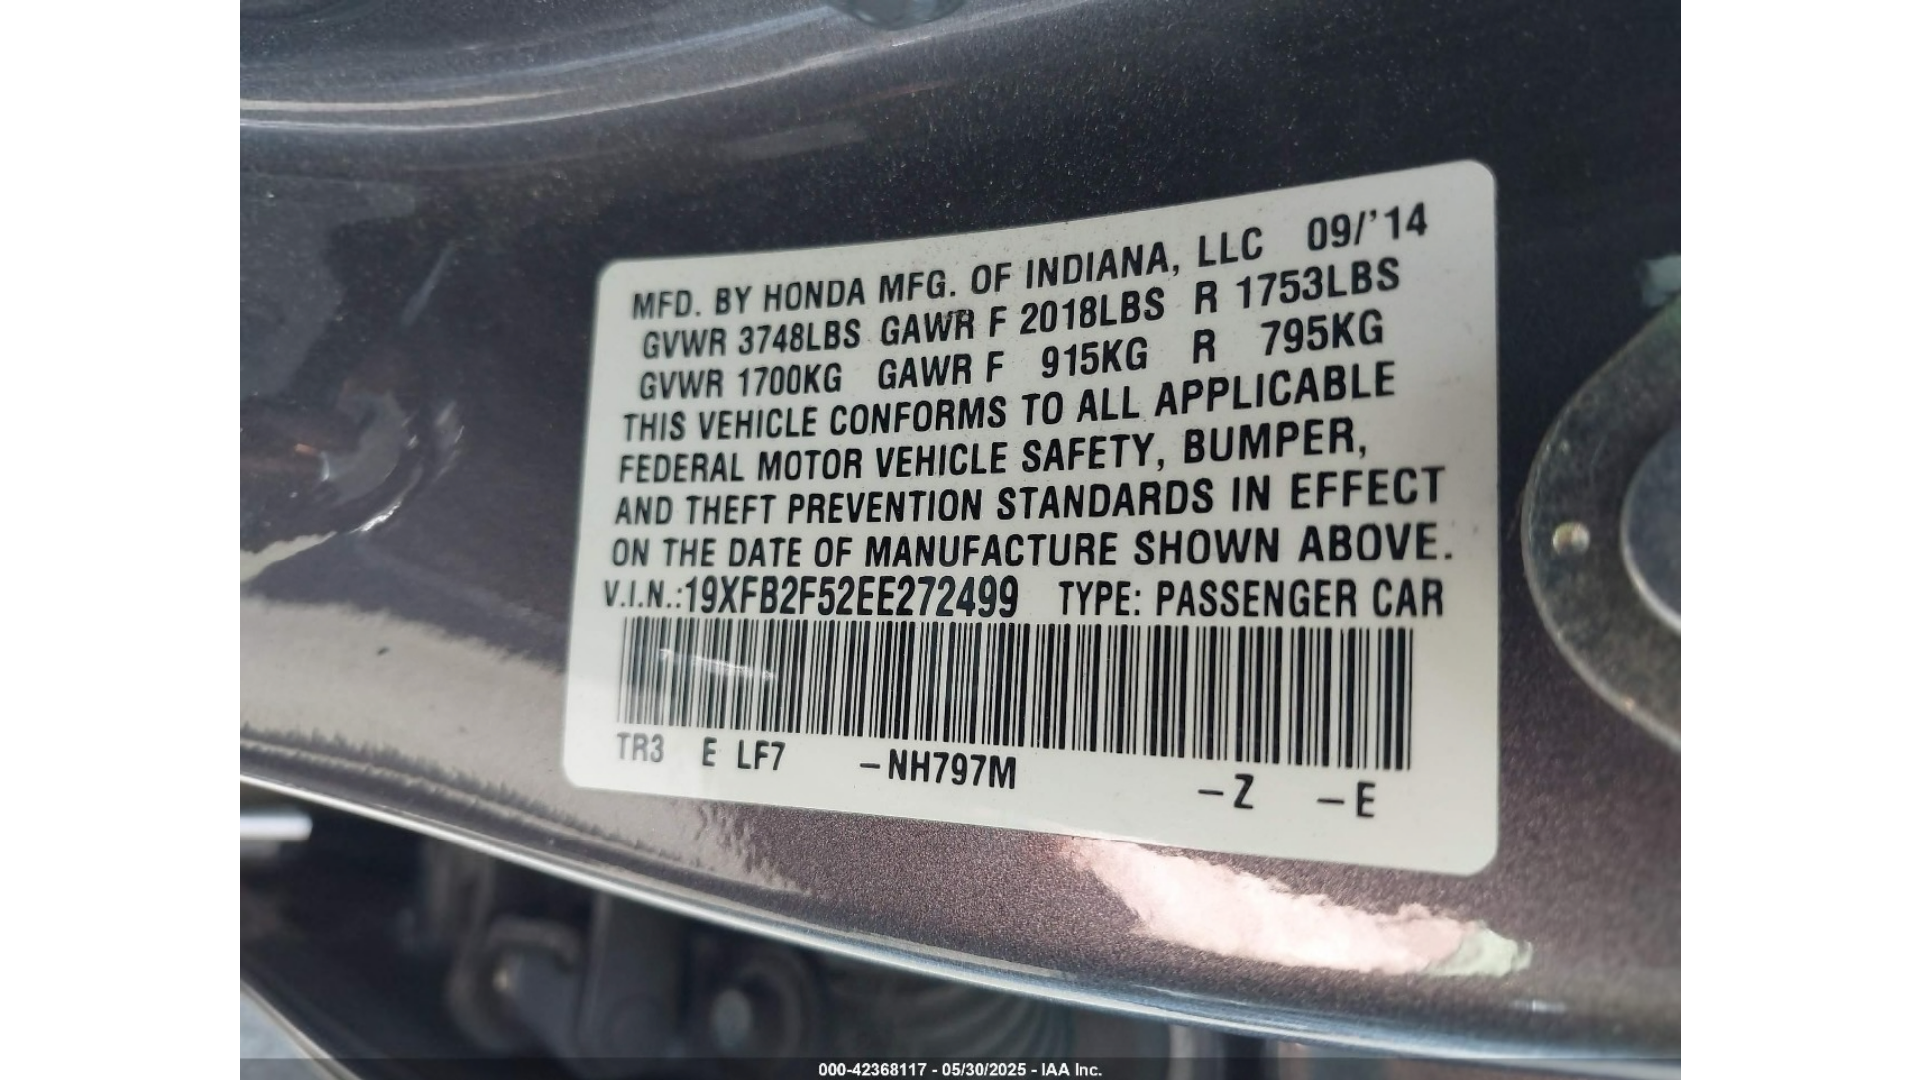 MFD. BY HONDA MFG. OF INDIANA, LLC 09/'14
GVWR 3748LBS GAWR F 2018LBS R 1753LBS
GVWR 1700KG GAWR F 915KG R 795KG
THIS VEHICLE CONFORMS TO ALL APPLICABLE
FEDERAL MOTOR VEHICLE SAFETY, BUMPER,
AND THEFT PREVENTION STANDARDS IN EFFECT
ON THE DATE OF MANUFACTURE SHOWN ABOVE.
V.I.N.:19XFB2F52EE272499 TYPE: PASSENGER CAR
TR3 E LF7 –NH797M –Z –E
000-42368117 - 05/30/2025 - IAA Inc.